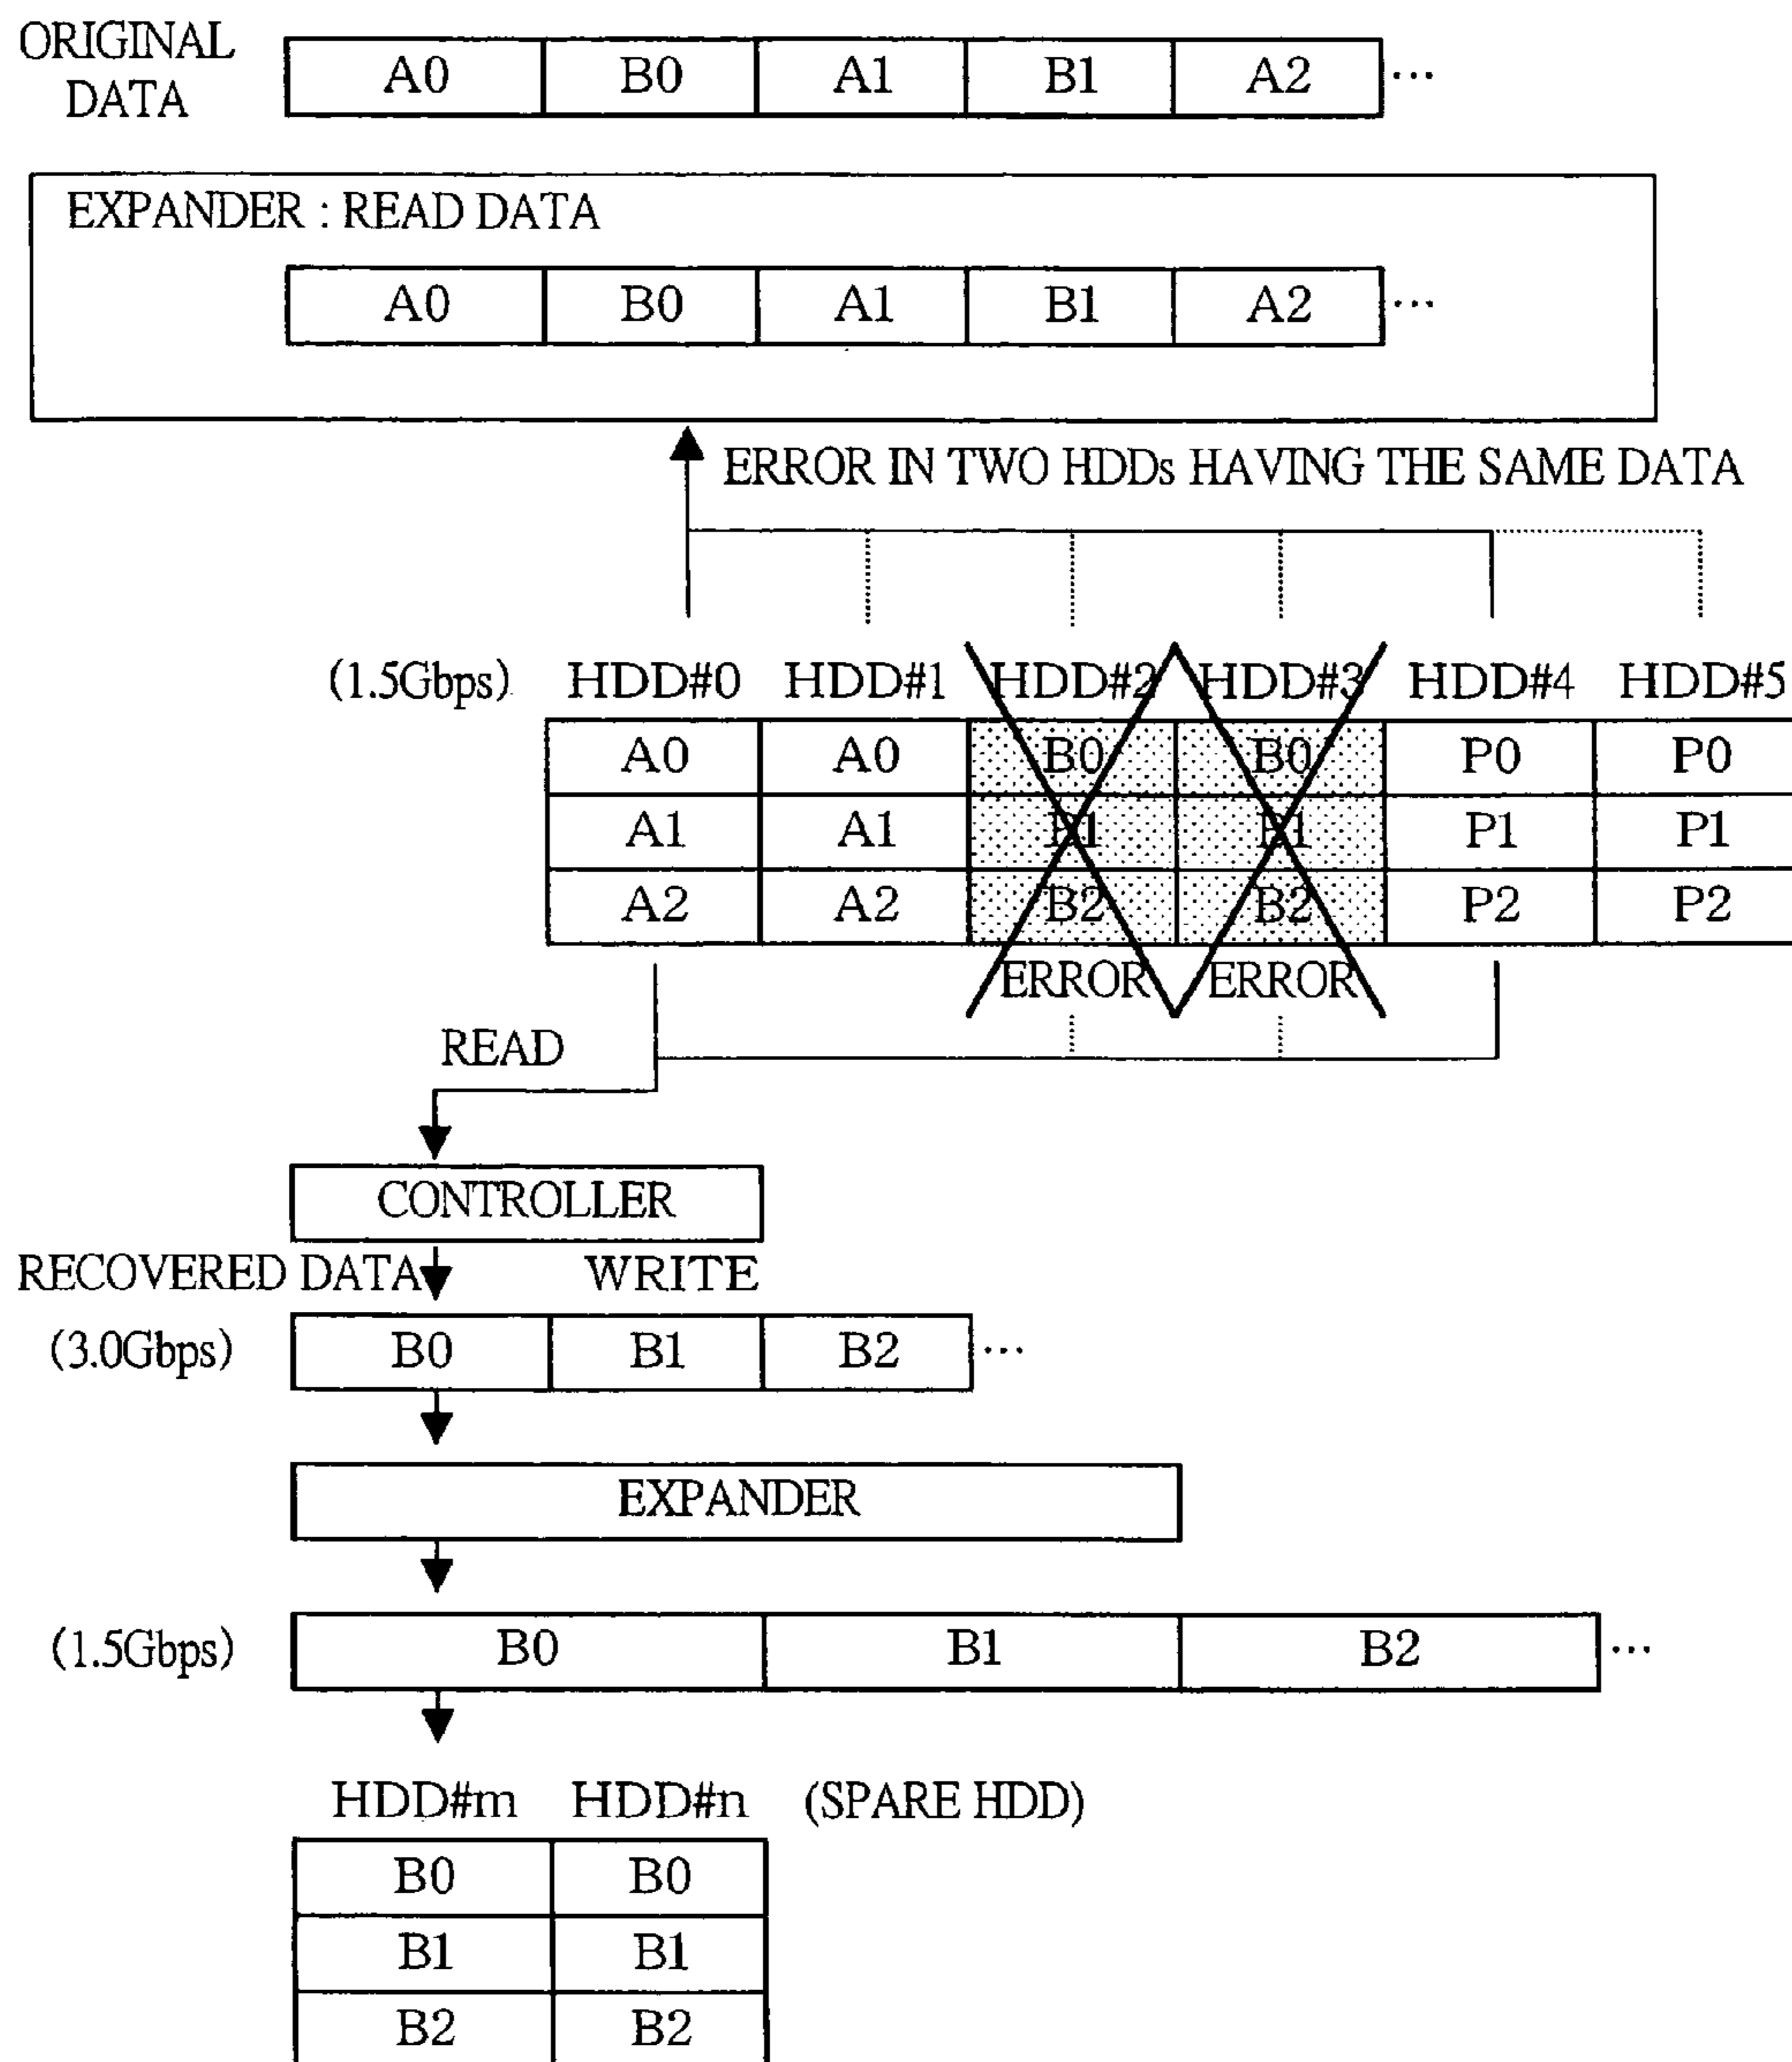 ORIGINAL
DATA
A0 B0 A1 B1 A2 ...
EXPANDER : READ DATA
A0 B0 A1 B1 A2 ...
ERROR IN TWO HDDs HAVING THE SAME DATA
(1.5Gbps) HDD#0 HDD#1 HDD#2 HDD#3 HDD#4 HDD#5
A0 A0 B0 B0 P0 P0
A1 A1 B1 B1 P1 P1
A2 A2 B2 B2 P2 P2
ERROR ERROR
READ
CONTROLLER
RECOVERED DATA WRITE
(3.0Gbps) B0 B1 B2 ...
EXPANDER
(1.5Gbps) B0 B1 B2 ...
HDD#m HDD#n (SPARE HDD)
B0 B0
B1 B1
B2 B2